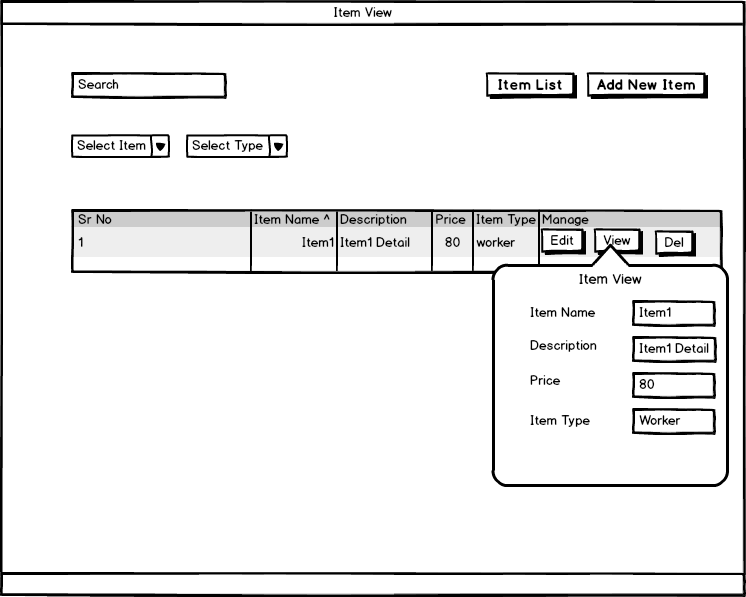 Item View
Search
Item List
Add New Item
Select Item
Select Type
Sr No Item Name ^ Description Price Item Type Manage
1 Item1 Item1 Detail 80 worker Edit View Del
Item View
Item Name Item1
Description Item1 Detail
Price 80
Item Type Worker